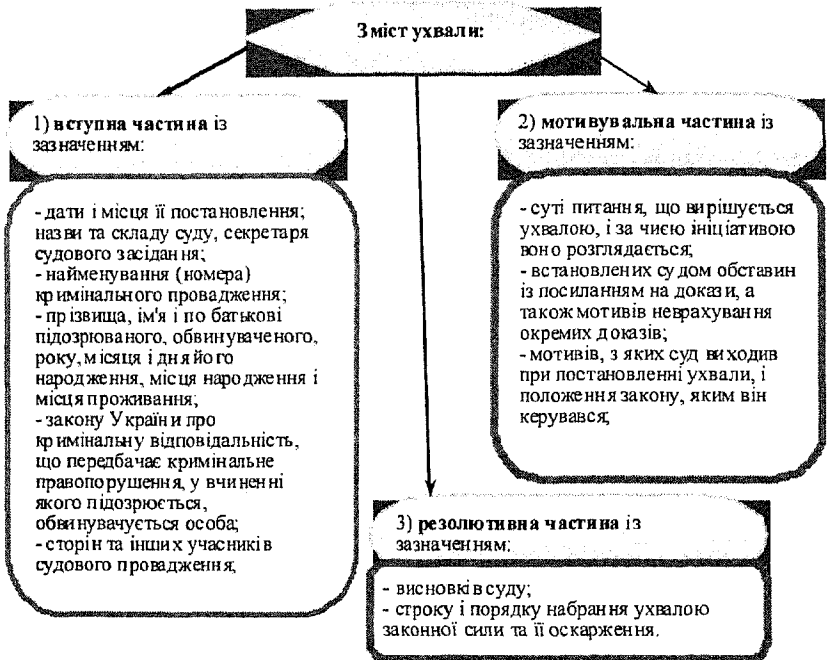 Зміст ухвали:
1) вступна частина із
зазначенням:
- дати і місця її постановлення;
назви та складу суду, секретаря
судового засідання;
- найменування (номера)
кримінального провадження;
- прізвища, ім'я і по батькові
підозрюваного, обвинуваченого,
року, місяця і дня його
народження, місця народження і
місця проживання;
- закону України про
кримінальну відповідальність,
що передбачає кримінальне
правопорушення, у вчиненні
якого підозрюється,
обвинувачується особа;
- сторін та інших учасників
судового провадження;
2) мотивувальна частина із
зазначенням:
- суті питання, що вирішується
ухвалою, і за чиєю ініціативою
воно розглядається;
- встановлених судом обставин
із посиланням на докази, а
також мотивів неврахування
окремих доказів;
- мотивів, з яких суд виходив
при постановленні ухвали, і
положення закону, яким він
керувався;
3) резолютивна частина із
зазначенням:
- висновків суду;
- строку і порядку набрання ухвалою
законної сили та її оскарження.